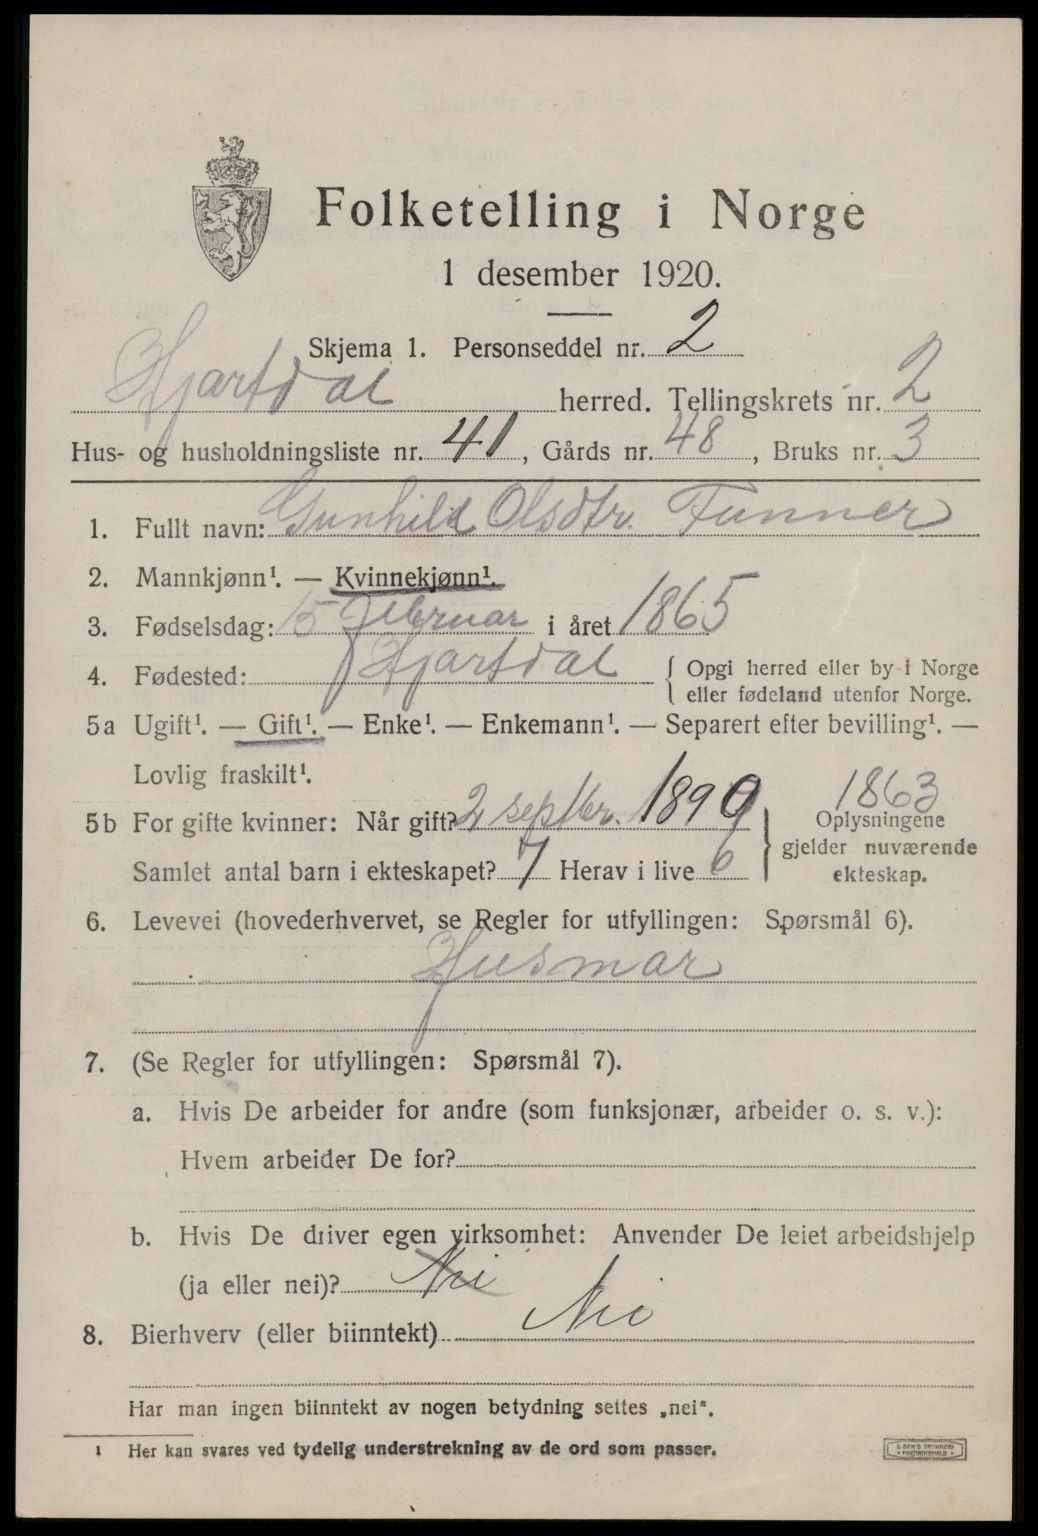 Folketelling i Norge
1 desember 1920.
Skjema 1. Personseddel nr. 2
Hjartdal herred. Tellingskrets nr. 2
Hus- og husholdningsliste nr. 41, Gårds nr. 48, Bruks nr. 3
1. Fullt navn: Gunhild Olsdtr. Funner
2. Mannkjønn¹. — Kvinnekjønn¹.
3. Fødselsdag: 15 februar i året 1865
4. Fødested: Hjartdal { Opgi herred eller by i Norge
eller fødeland utenfor Norge.
5a Ugift¹. — Gift¹. — Enke¹. — Enkemann¹. — Separert efter bevilling¹. —
Lovlig fraskilt¹.
1863
5b For gifte kvinner: Når gift? 2 septbr. 1899 } Oplysningene
gjelder nuværende
Samlet antal barn i ekteskapet? 7 Herav i live 6 ekteskap.
6. Levevei (hovederhvervet, se Regler for utfyllingen: Spørsmål 6).
Husmor
7. (Se Regler for utfyllingen: Spørsmål 7).
a. Hvis De arbeider for andre (som funksjonær, arbeider o. s. v.):
Hvem arbeider De for?
b. Hvis De driver egen virksomhet: Anvender De leiet arbeidshjelp
(ja eller nei)? Nei
8. Bierhverv (eller biinntekt) Nei
Har man ingen biinntekt av nogen betydning settes „nei“.
¹ Her kan svares ved tydelig understrekning av de ord som passer.